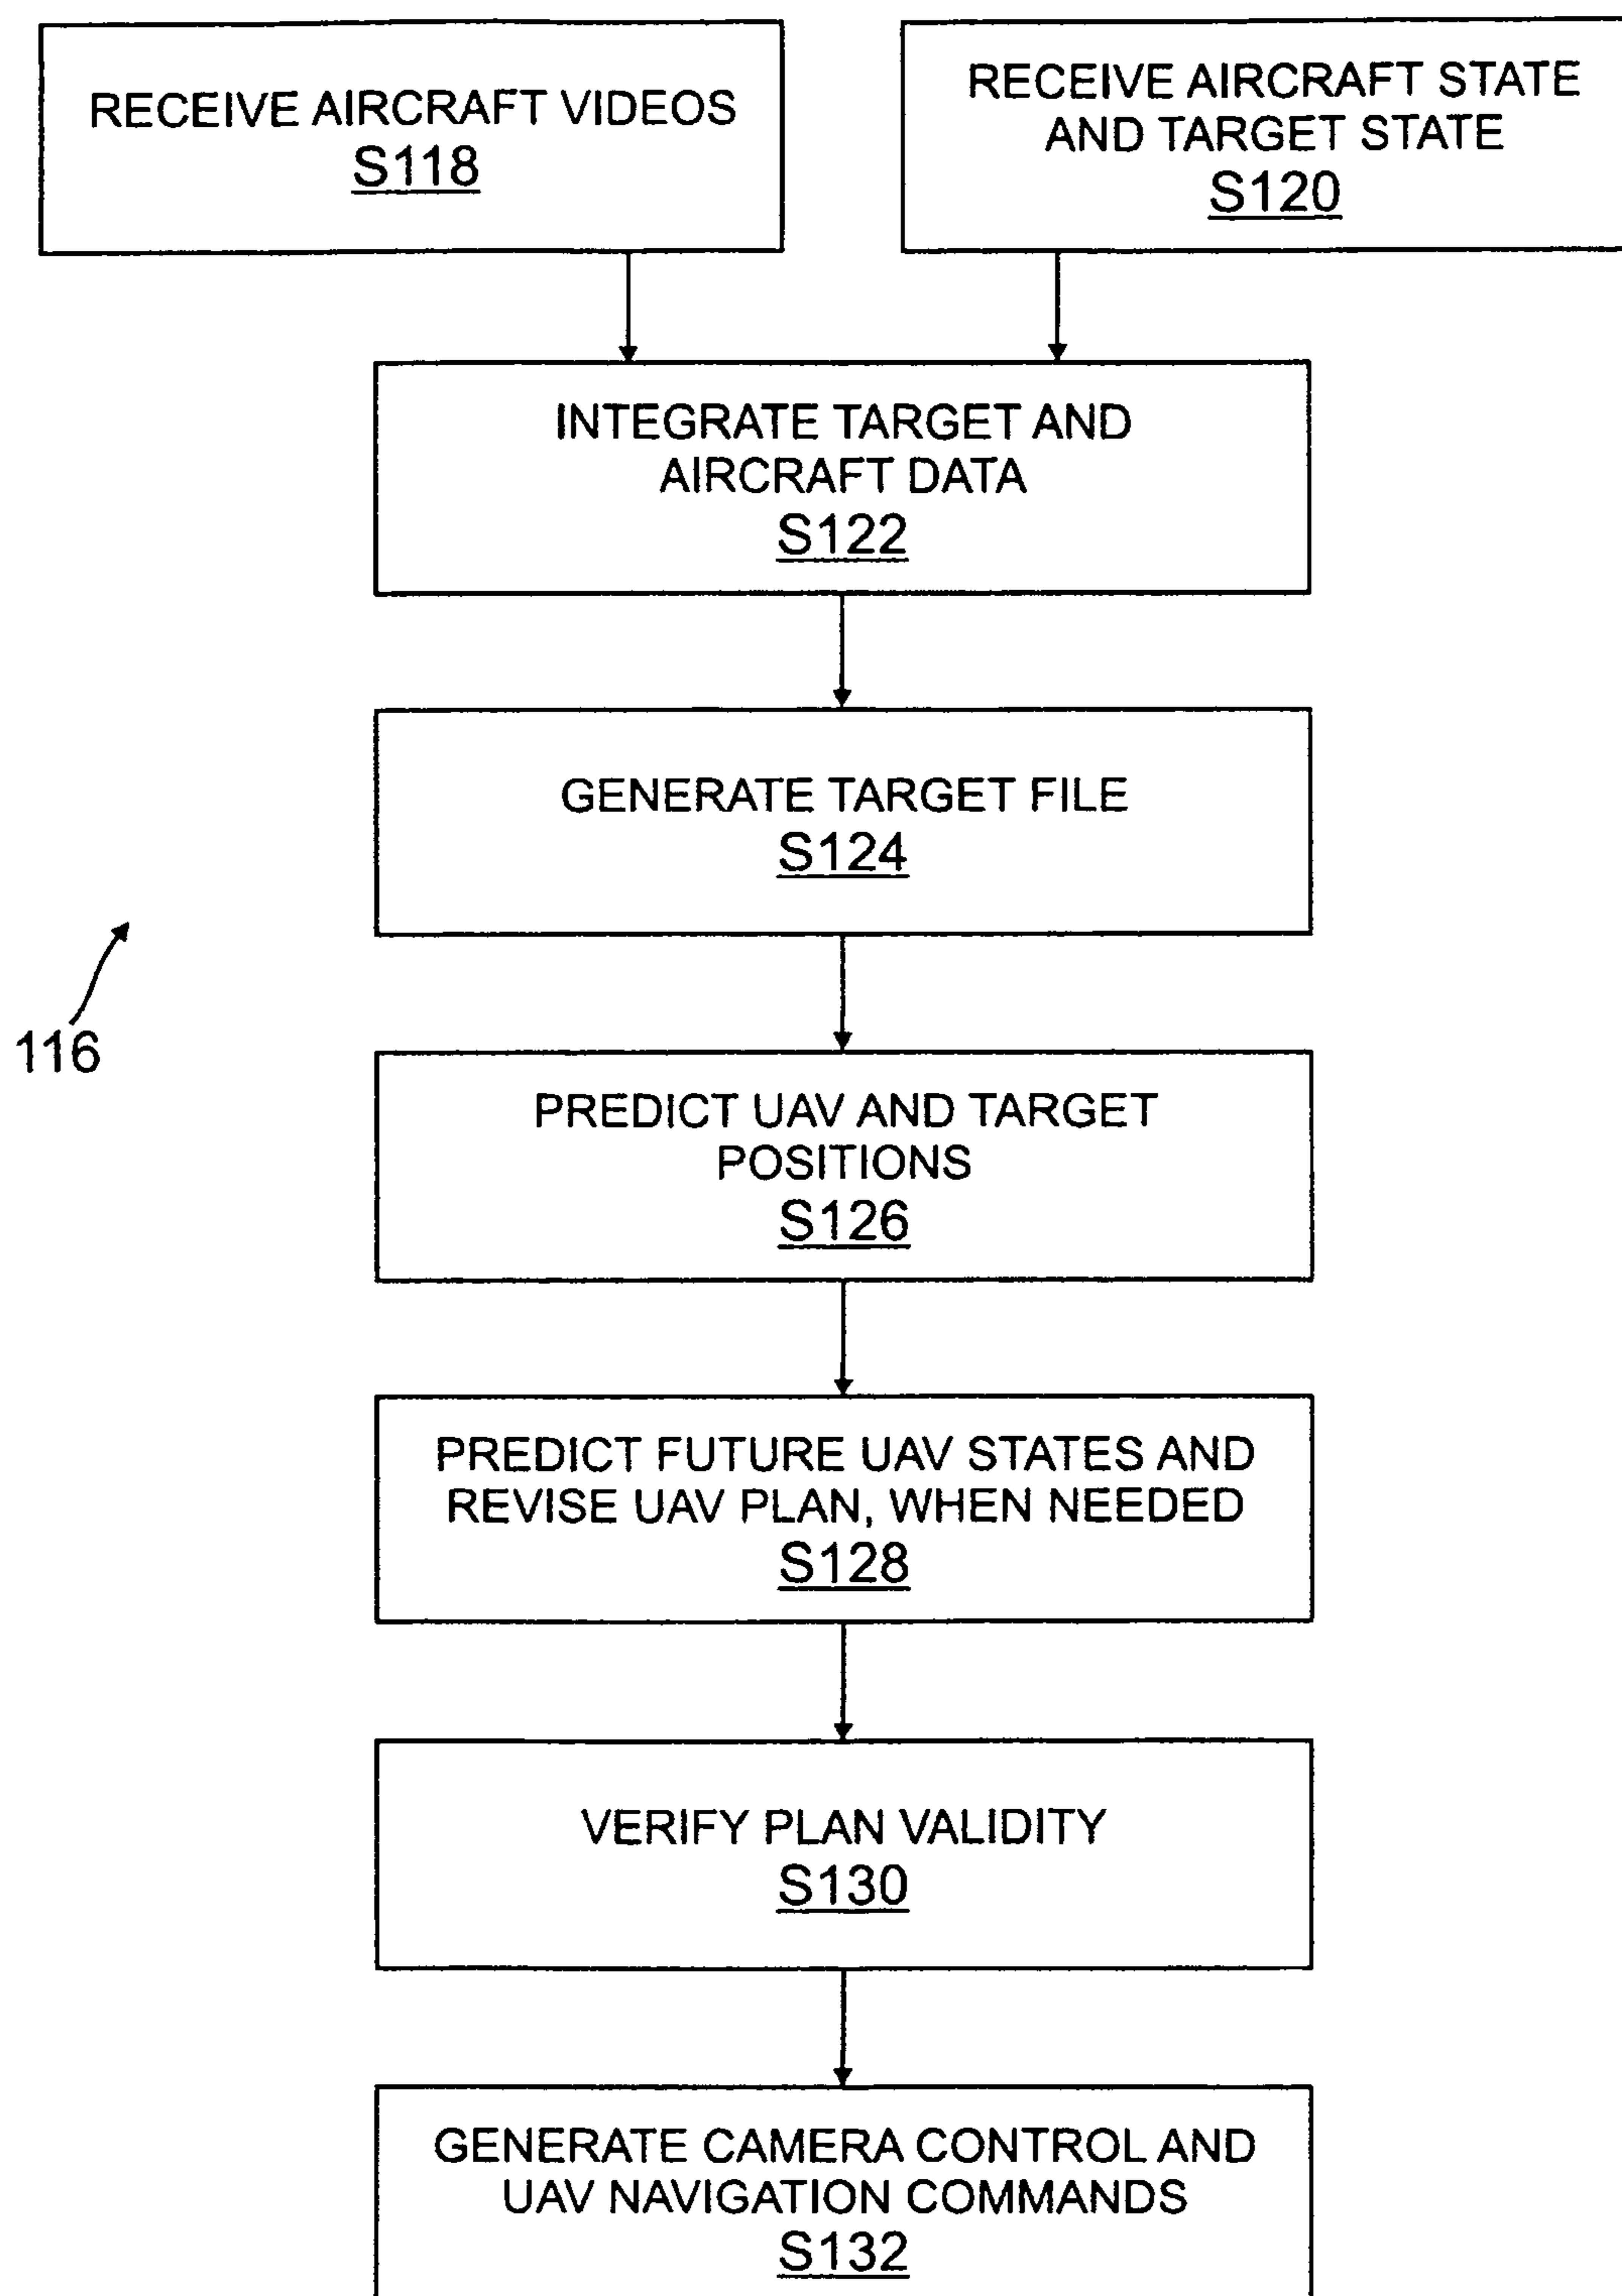 RECEIVE AIRCRAFT VIDEOS
S118
RECEIVE AIRCRAFT STATE
AND TARGET STATE
S120
INTEGRATE TARGET AND
AIRCRAFT DATA
S122
GENERATE TARGET FILE
S124
116
PREDICT UAV AND TARGET
POSITIONS
S126
PREDICT FUTURE UAV STATES AND
REVISE UAV PLAN, WHEN NEEDED
S128
VERIFY PLAN VALIDITY
S130
GENERATE CAMERA CONTROL AND
UAV NAVIGATION COMMANDS
S132